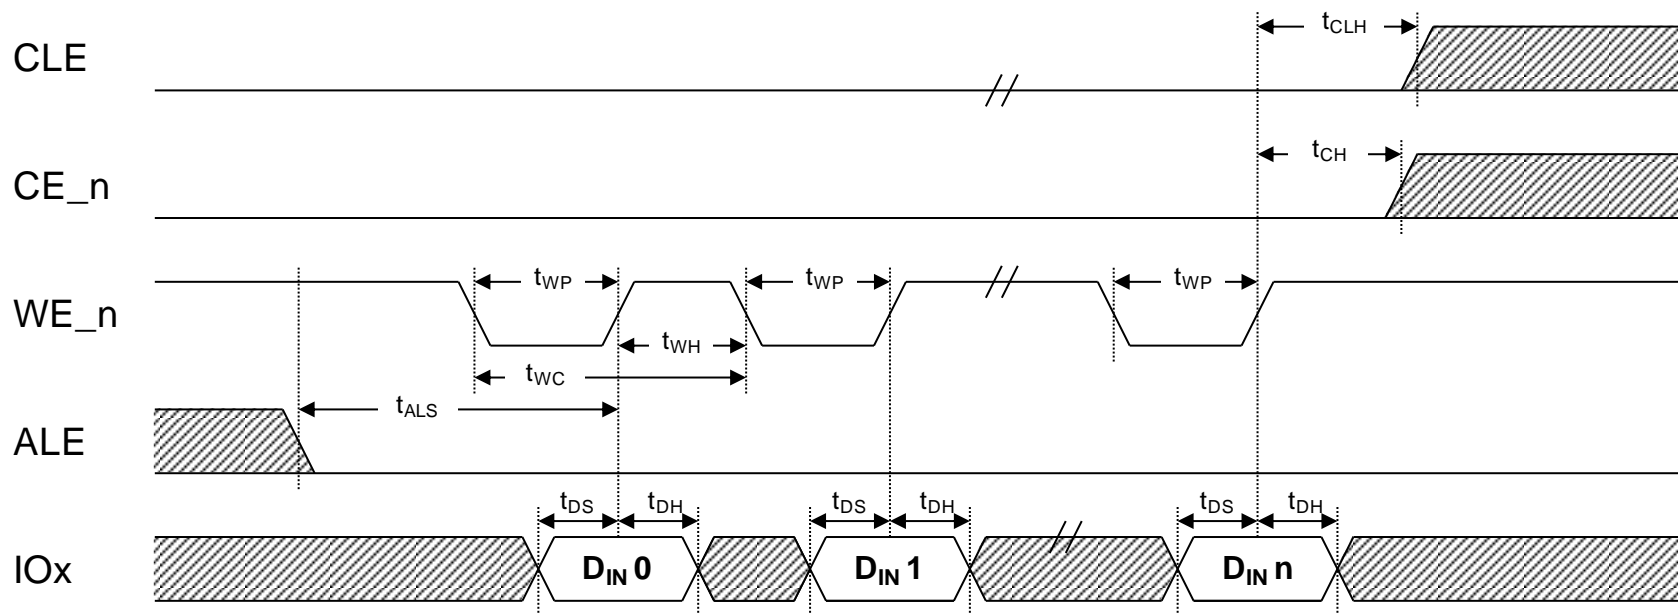 CLE
tCLH
CE_n
tCH
WE_n
tWP tWP tWP
tWH
tWC
ALE
tALS
tDS tDH tDS tDH tDS tDH
IOx
DIN 0 DIN 1 DIN n